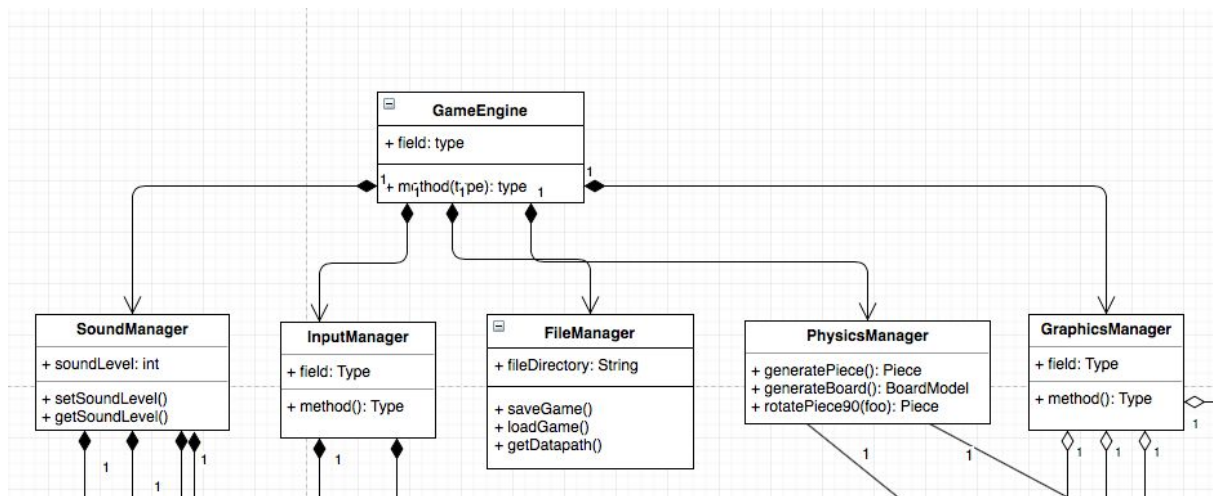 GameEngine
+ field: type
+ method(type): type
1
1
1
1
1
SoundManager
+ soundLevel: int
+ setSoundLevel()
+ getSoundLevel()
InputManager
+ field: Type
+ method(): Type
FileManager
+ fileDirectory: String
+ saveGame()
+ loadGame()
+ getDatapath()
PhysicsManager
+ generatePiece(): Piece
+ generateBoard(): BoardModel
+ rotatePiece90(foo): Piece
GraphicsManager
+ field: Type
+ method(): Type
1
1
1
1
1
1
1
1
1
1